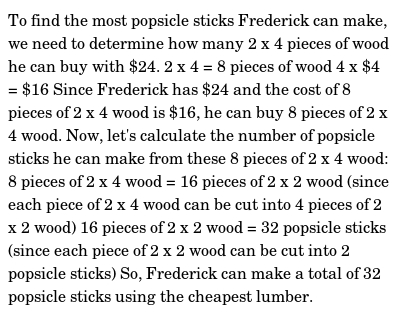 To find the most popsicle sticks Frederick can make,
we need to determine how many 2 x 4 pieces of wood
he can buy with $24. 2 x 4 = 8 pieces of wood 4 x $4
= $16 Since Frederick has $24 and the cost of 8
pieces of 2 x 4 wood is $16, he can buy 8 pieces of 2 x
4 wood. Now, let's calculate the number of popsicle
sticks he can make from these 8 pieces of 2 x 4 wood:
8 pieces of 2 x 4 wood = 16 pieces of 2 x 2 wood (since
each piece of 2 x 4 wood can be cut into 4 pieces of 2
x 2 wood) 16 pieces of 2 x 2 wood = 32 popsicle sticks
(since each piece of 2 x 2 wood can be cut into 2
popsicle sticks) So, Frederick can make a total of 32
popsicle sticks using the cheapest lumber.